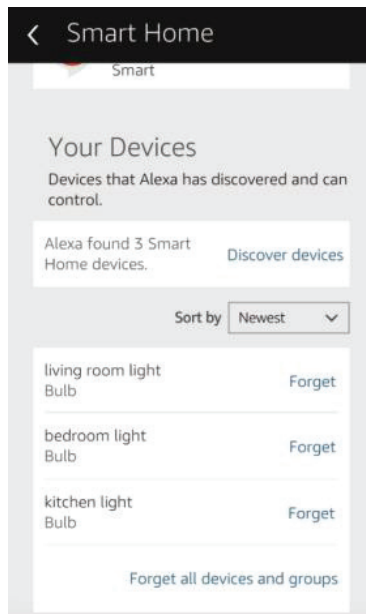 Smart Home
Smart
Your Devices
Devices that Alexa has discovered and can
control.
Alexa found 3 Smart
Home devices.
Discover devices
Sort by Newest
living room light
Bulb
Forget
bedroom light
Bulb
Forget
kitchen light
Bulb
Forget
Forget all devices and groups